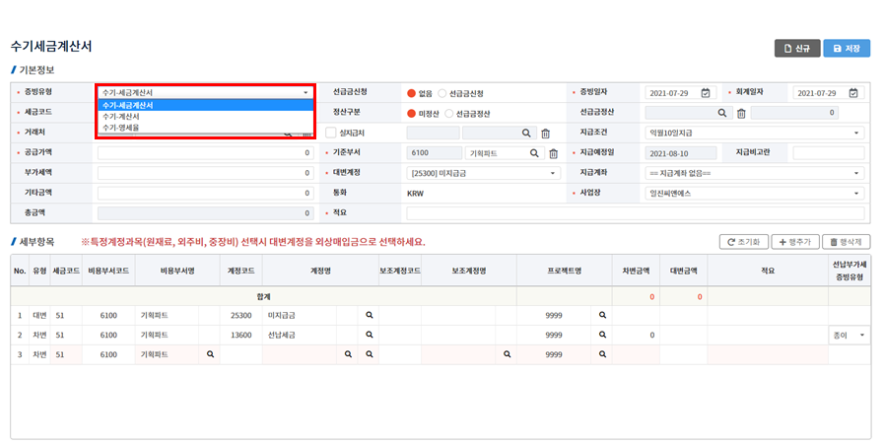 수기세금계산서
신규 저장
기본정보
증빙유형 수기-세금계산서 선급금신청 없음 선급금신청 증빙일자 2021-07-29 회계일자 2021-07-29
수기-세금계산서
수기-계산서
수기-영세율
세금코드 정산구분 미정산 선급금정산 선급금정산 0
거래처 실지급처 지급조건 익월10일지급
공급가액 0 기준부서 6100 기획파트 지급예정일 2021-08-10 지급비고란
부가세액 0 대변계정 [25300] 미지급금 지급계좌 == 지급계좌 없음==
기타금액 0 통화 KRW 사업장 밀진씨앤에스
총금액 0 적요
세부항목 ※특정계정과목(원재료, 외주비, 중장비) 선택시 대변계정을 외상매입금으로 선택하세요. 초기화 행추가 행삭제
No. 유형 세금코드 비용부서코드 비용부서명 계정코드 계정명 보조계정코드 보조계정명 프로젝트명 차변금액 대변금액 적요 선납부가세
증빙유형
합계 0 0
1 대변 51 6100 기획파트 25300 미지급금 9999
2 차변 51 6100 기획파트 13600 선납세금 9999 0 종이
3 차변 51 6100 기획파트 9999